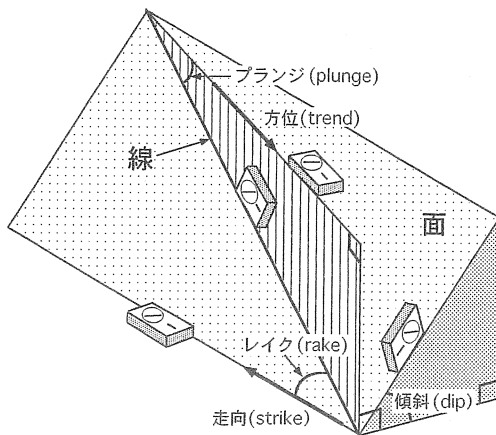 プランジ(plunge)
方位(trend)
線
面
レイク(rake)
傾斜(dip)
走向(strike)